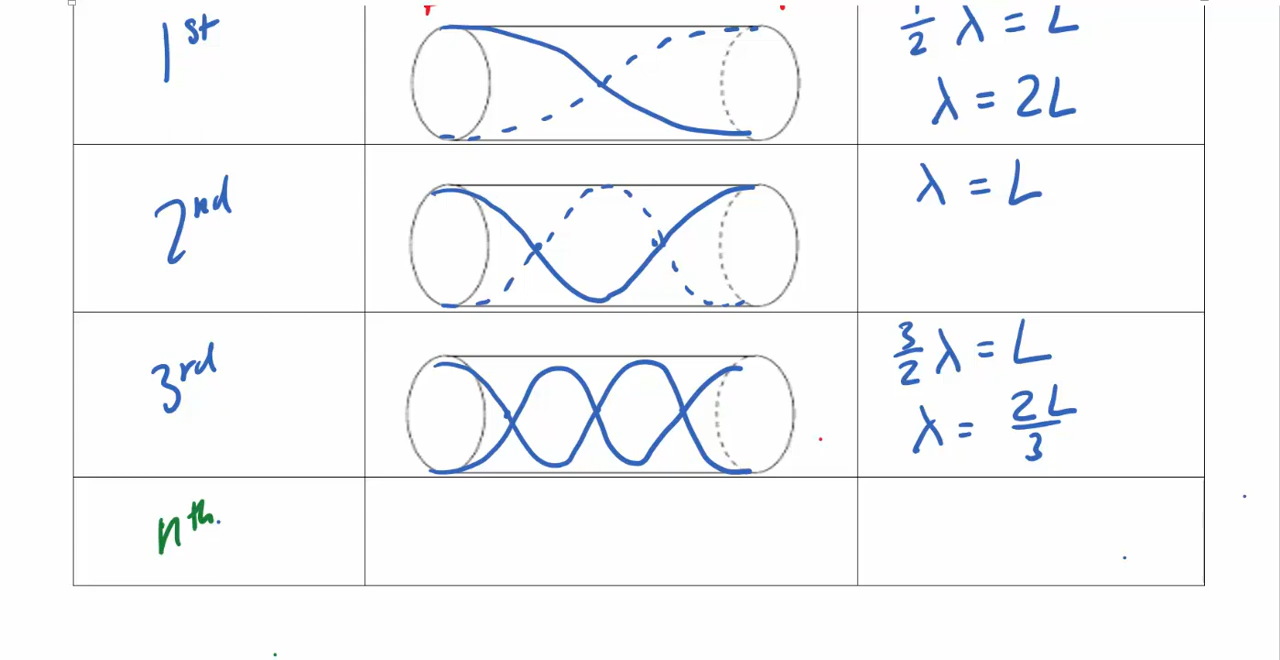 1st
1/2 λ = L
λ = 2L
2nd
λ = L
3rd
3/2 λ = L
λ = 2L/3
nth.